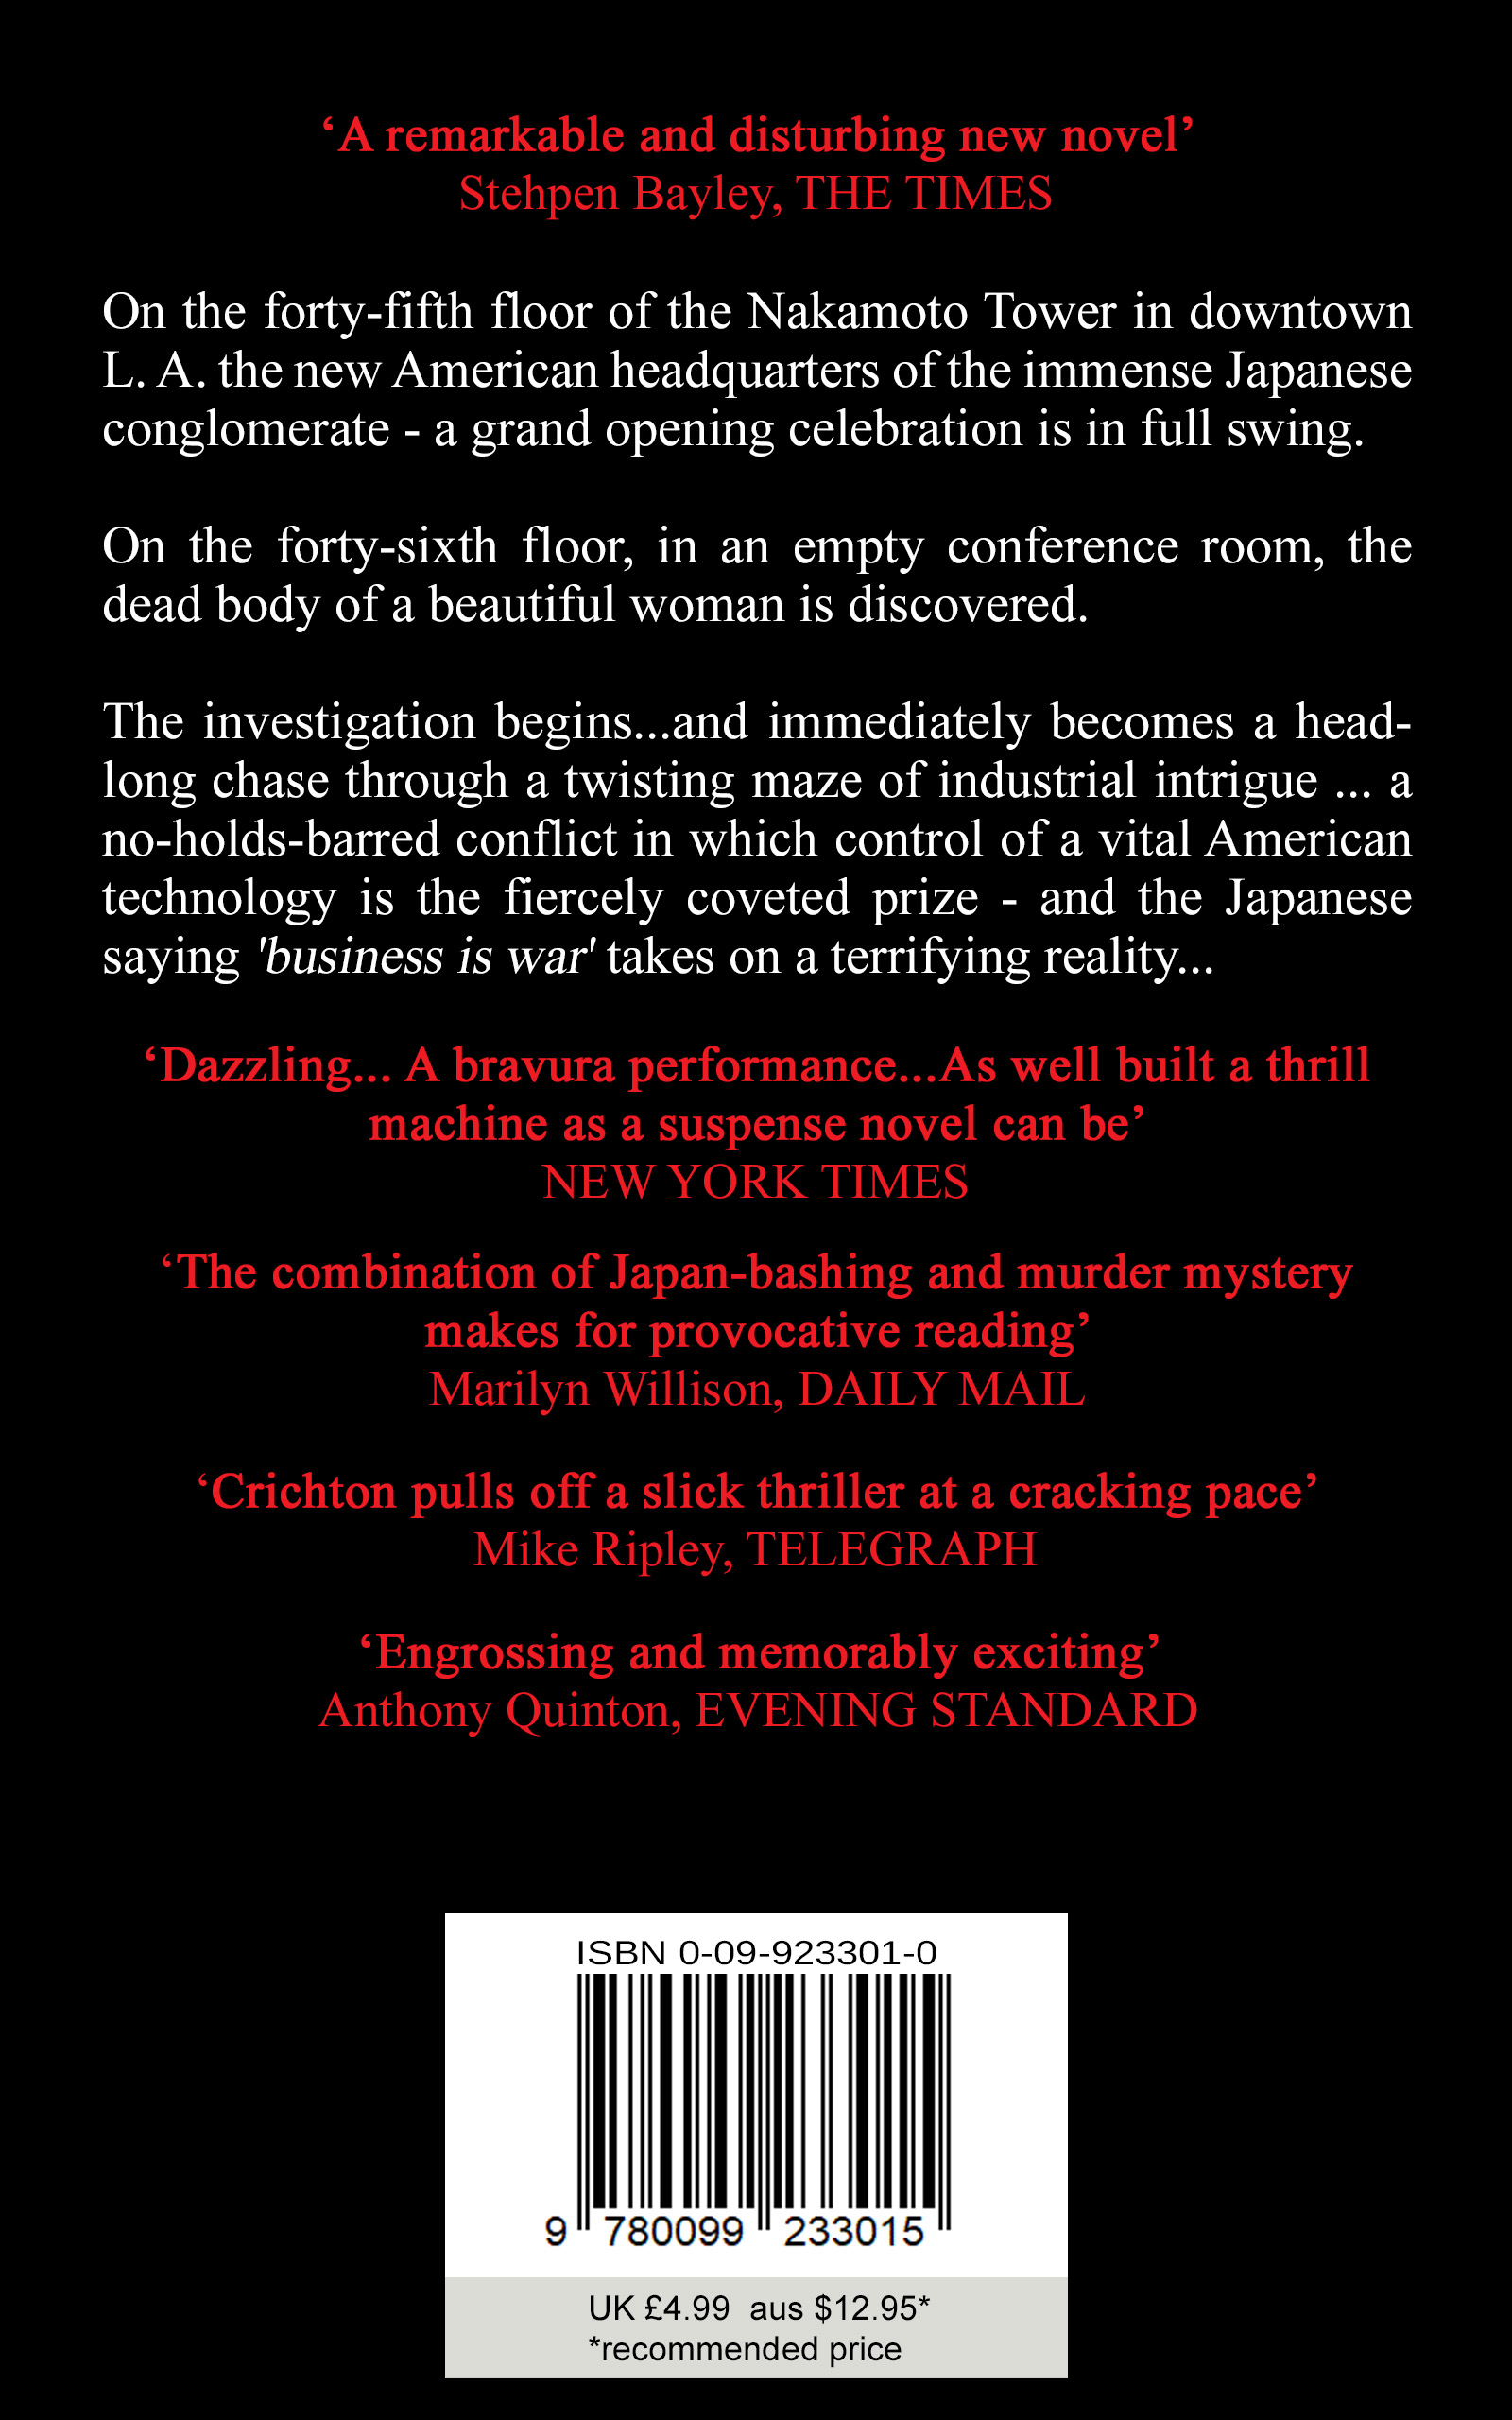 ‘A remarkable and disturbing new novel’
Stehpen Bayley, THE TIMES
On the forty-fifth floor of the Nakamoto Tower in downtown
L. A. the new American headquarters of the immense Japanese
conglomerate - a grand opening celebration is in full swing.
On the forty-sixth floor, in an empty conference room, the
dead body of a beautiful woman is discovered.
The investigation begins...and immediately becomes a head-
long chase through a twisting maze of industrial intrigue ... a
no-holds-barred conflict in which control of a vital American
technology is the fiercely coveted prize - and the Japanese
saying 'business is war' takes on a terrifying reality...
‘Dazzling... A bravura performance...As well built a thrill
machine as a suspense novel can be’
NEW YORK TIMES
‘The combination of Japan-bashing and murder mystery
makes for provocative reading’
Marilyn Willison, DAILY MAIL
‘Crichton pulls off a slick thriller at a cracking pace’
Mike Ripley, TELEGRAPH
‘Engrossing and memorably exciting’
Anthony Quinton, EVENING STANDARD
ISBN 0-09-923301-0
9 780099 233015
UK £4.99 aus $12.95*
*recommended price